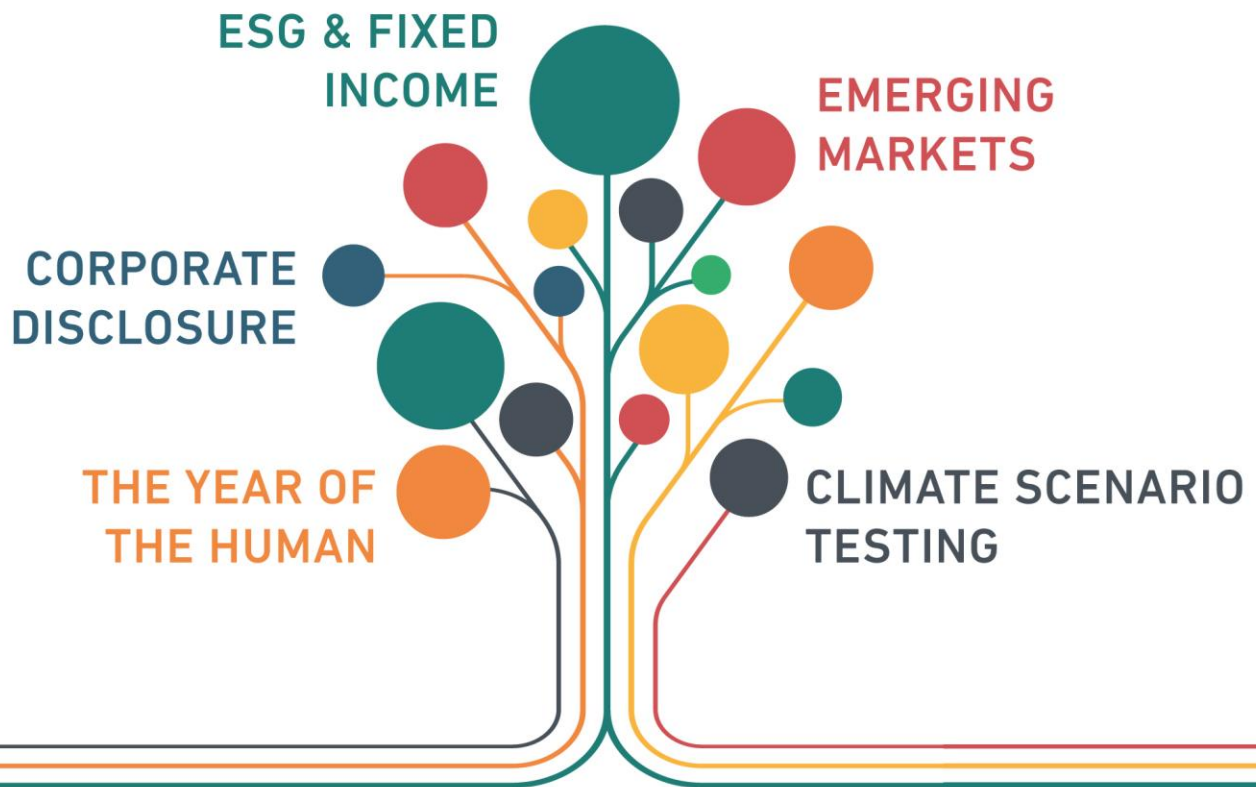 ESG & FIXED
INCOME
EMERGING
MARKETS
CORPORATE
DISCLOSURE
THE YEAR OF
THE HUMAN
CLIMATE SCENARIO
TESTING